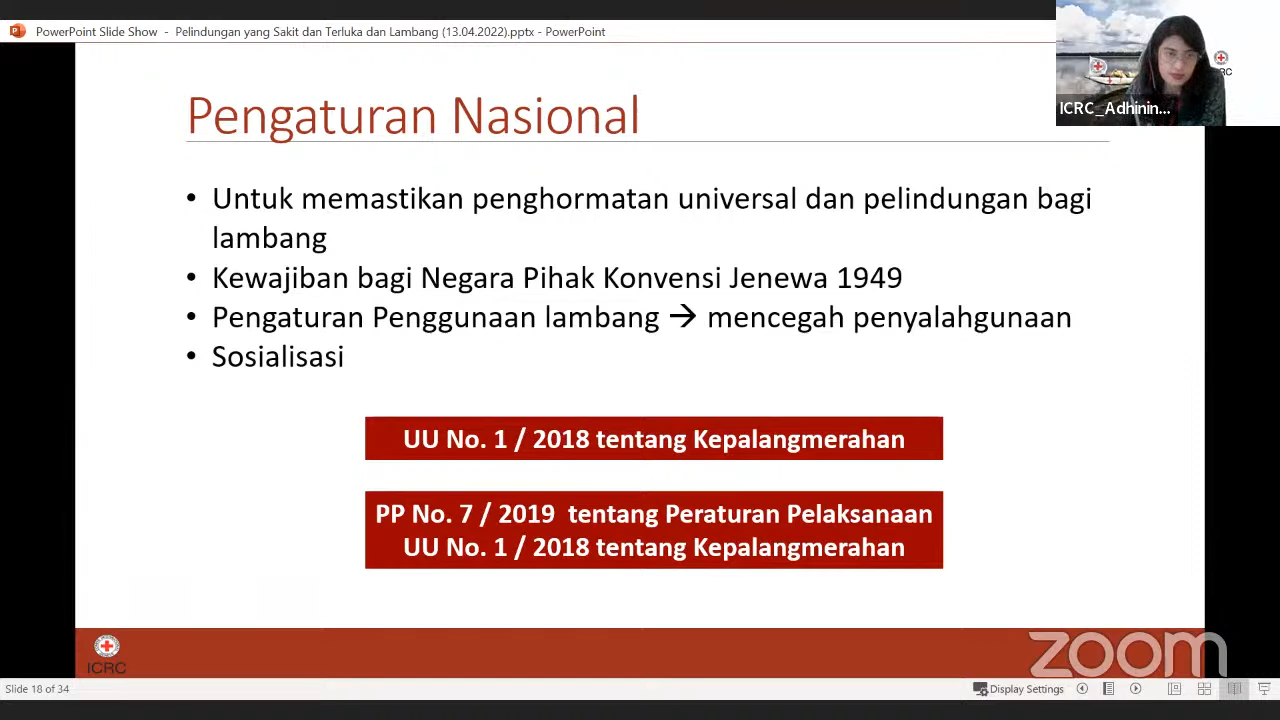 PowerPoint Slide Show - Pelindungan yang Sakit dan Terluka dan Lambang (13.04.2022).pptx - PowerPoint
ICRC_Adhinin...
Pengaturan Nasional
• Untuk memastikan penghormatan universal dan pelindungan bagi
lambang
• Kewajiban bagi Negara Pihak Konvensi Jenewa 1949
• Pengaturan Penggunaan lambang → mencegah penyalahgunaan
• Sosialisasi
UU No. 1 / 2018 tentang Kepalangmerahan
PP No. 7 / 2019 tentang Peraturan Pelaksanaan
UU No. 1 / 2018 tentang Kepalangmerahan
ICRC
zoom
Slide 18 of 34
Display Settings